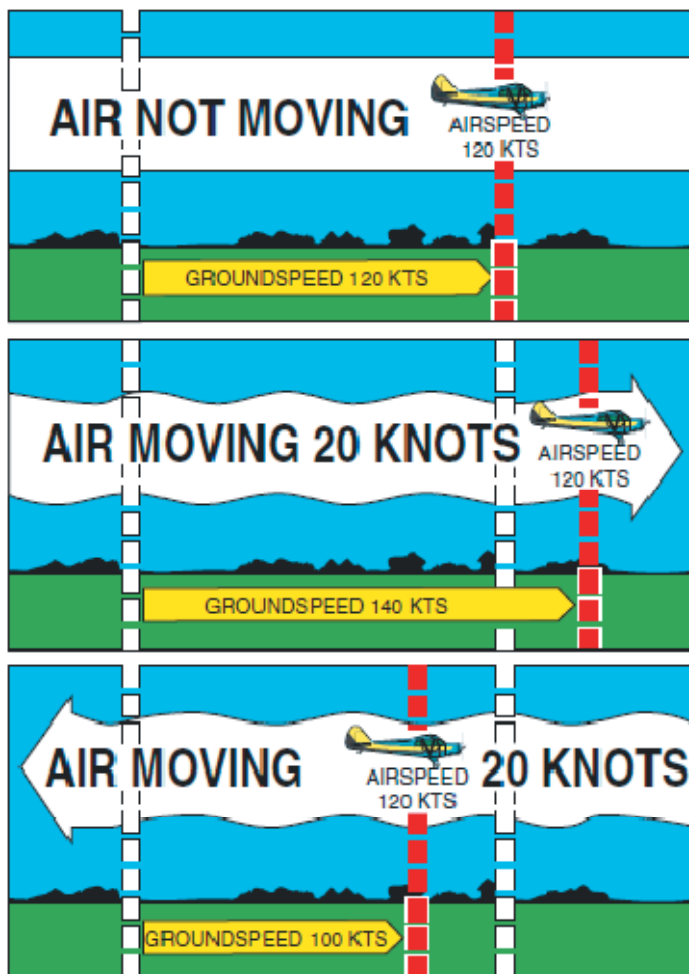 AIR NOT MOVING
AIRSPEED
120 KTS
GROUNDSPEED 120 KTS
AIR MOVING 20 KNOTS
AIRSPEED
120 KTS
GROUNDSPEED 140 KTS
AIR MOVING 20 KNOTS
AIRSPEED
120 KTS
GROUNDSPEED 100 KTS